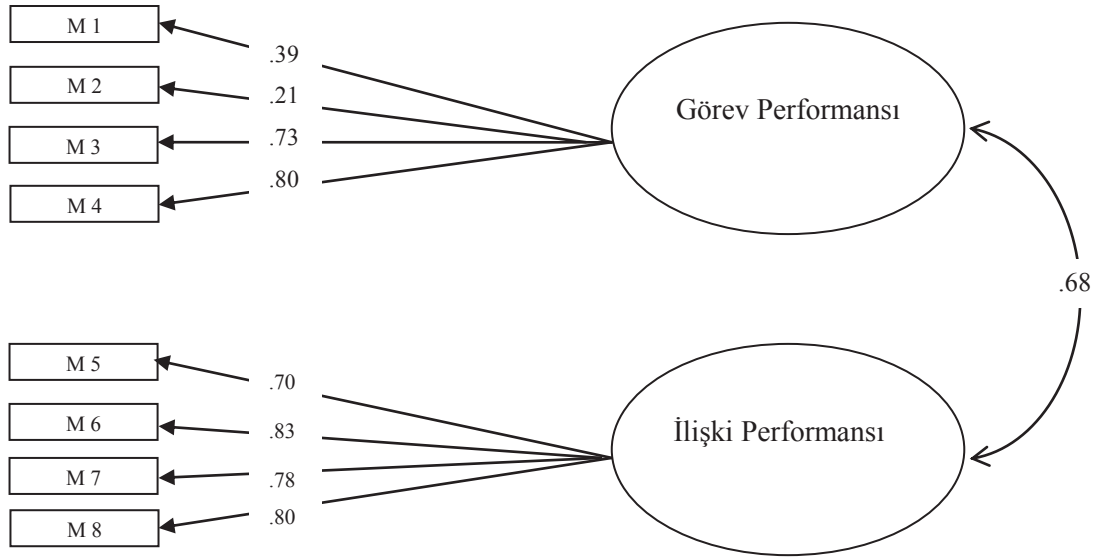 M 1
M 2
M 3
M 4
.39
.21
.73
.80
Görev Performansı
.68
M 5
M 6
M 7
M 8
.70
.83
.78
.80
İlişki Performansı